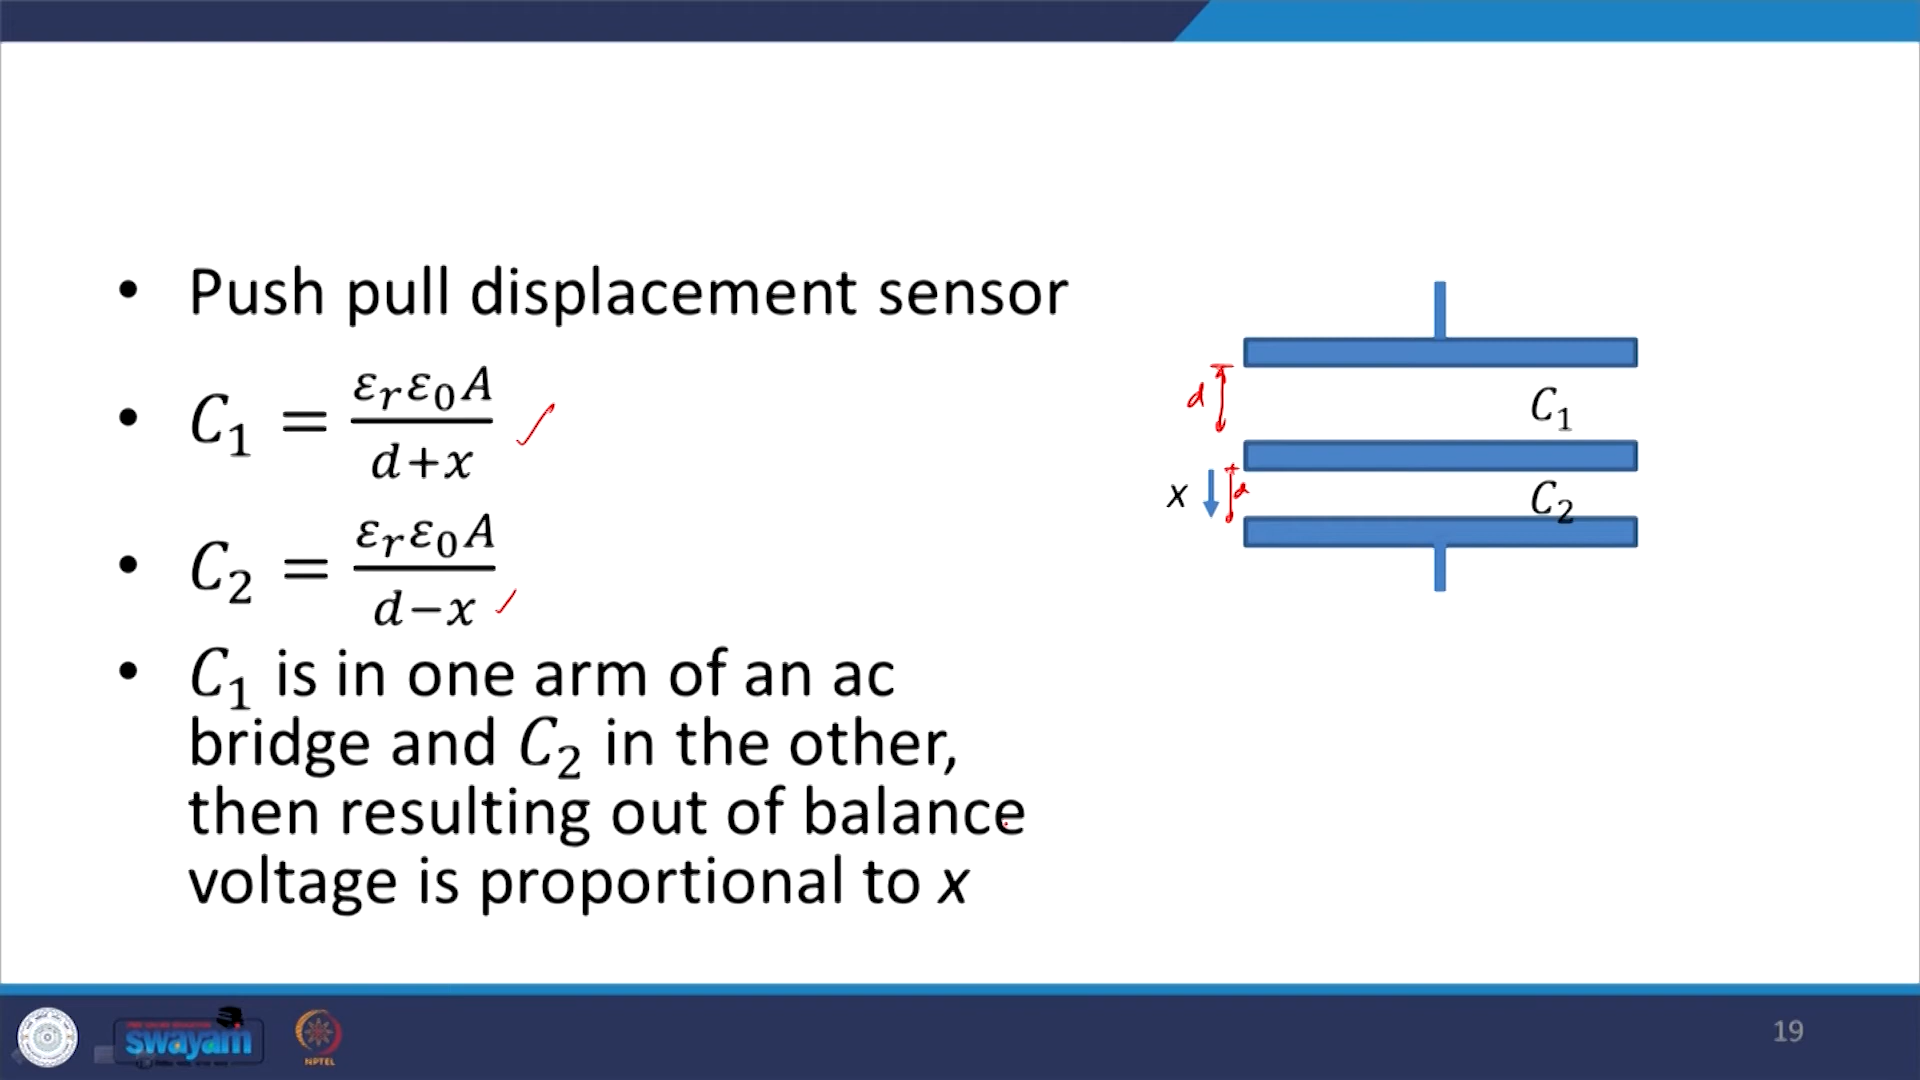 • Push pull displacement sensor
• C₁ = εᵣε₀A / d+x
• C₂ = εᵣε₀A / d−x
• C₁ is in one arm of an ac
bridge and C₂ in the other,
then resulting out of balance
voltage is proportional to x
d
C₁
x
d
C₂
swayam
NPTEL
19